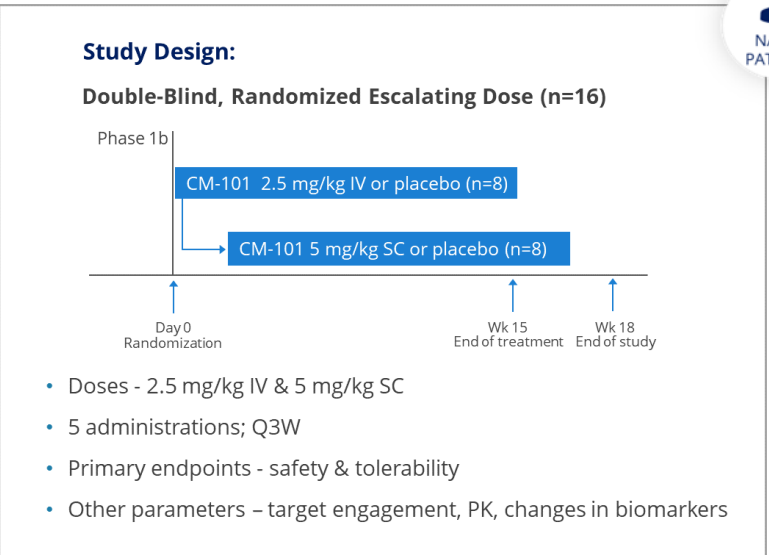 Study Design:
Double-Blind, Randomized Escalating Dose (n=16)
Phase 1b
CM-101 2.5 mg/kg IV or placebo (n=8)
CM-101 5 mg/kg SC or placebo (n=8)
Day 0
Randomization
Wk 15
End of treatment
Wk 18
End of study
• Doses - 2.5 mg/kg IV & 5 mg/kg SC
• 5 administrations; Q3W
• Primary endpoints - safety & tolerability
• Other parameters – target engagement, PK, changes in biomarkers